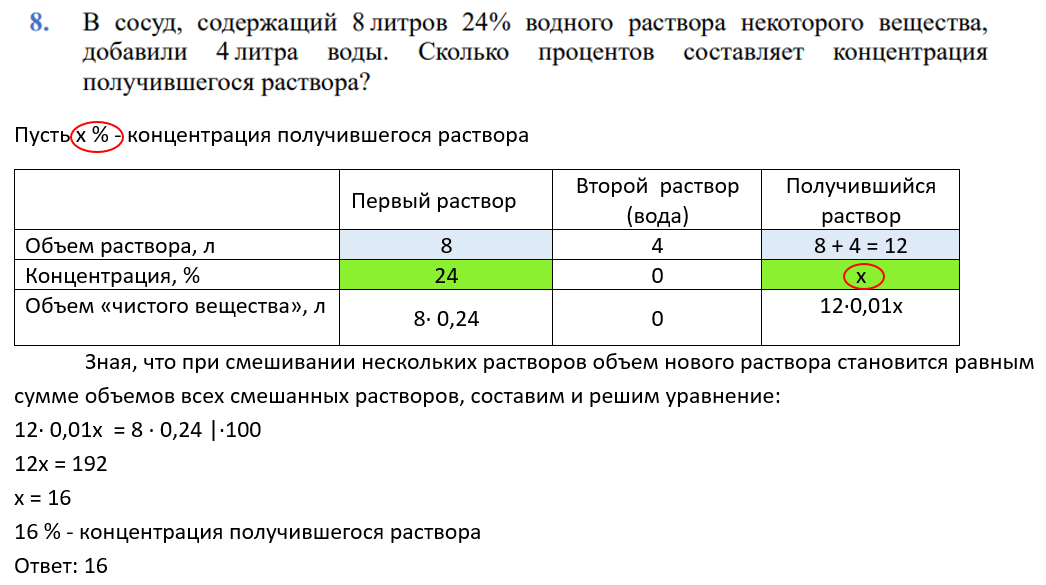 8. В сосуд, содержащий 8 литров 24% водного раствора некоторого вещества,
добавили 4 литра воды. Сколько процентов составляет концентрация
получившегося раствора?
Пусть х % - концентрация получившегося раствора
Первый раствор
Второй раствор
(вода)
Получившийся
раствор
Объем раствора, л 8 4 8 + 4 = 12
Концентрация, % 24 0 х
Объем «чистого вещества», л 8· 0,24 0 12·0,01х
Зная, что при смешивании нескольких растворов объем нового раствора становится равным
сумме объемов всех смешанных растворов, составим и решим уравнение:
12· 0,01х = 8 · 0,24 |·100
12х = 192
х = 16
16 % - концентрация получившегося раствора
Ответ: 16